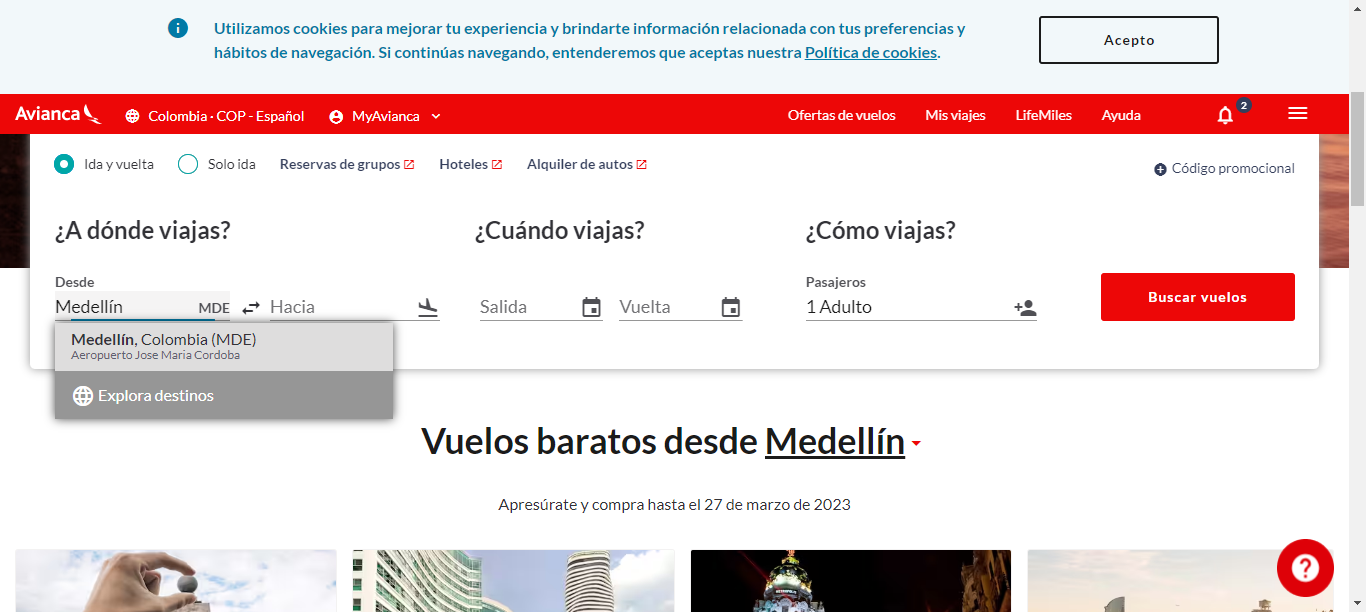 Utilizamos cookies para mejorar tu experiencia y brindarte información relacionada con tus preferencias y
hábitos de navegación. Si continúas navegando, entenderemos que aceptas nuestra Política de cookies.
Acepto
Avianca
Colombia · COP - Español
MyAvianca
Ofertas de vuelos
Mis viajes
LifeMiles
Ayuda
2
Ida y vuelta
Solo ida
Reservas de grupos
Hoteles
Alquiler de autos
Código promocional
¿A dónde viajas?
¿Cuándo viajas?
¿Cómo viajas?
Desde
Pasajeros
Medellín MDE
Hacia
Salida
Vuelta
1 Adulto
Buscar vuelos
Medellín, Colombia (MDE)
Aeropuerto Jose Maria Cordoba
Explora destinos
Vuelos baratos desde Medellín
Apresúrate y compra hasta el 27 de marzo de 2023
METROPOLIS